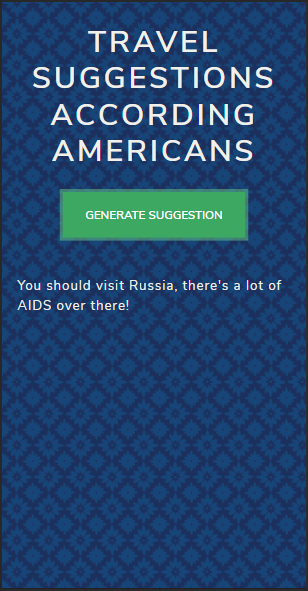 TRAVEL
SUGGESTIONS
ACCORDING
AMERICANS
GENERATE SUGGESTION
You should visit Russia, there's a lot of
AIDS over there!